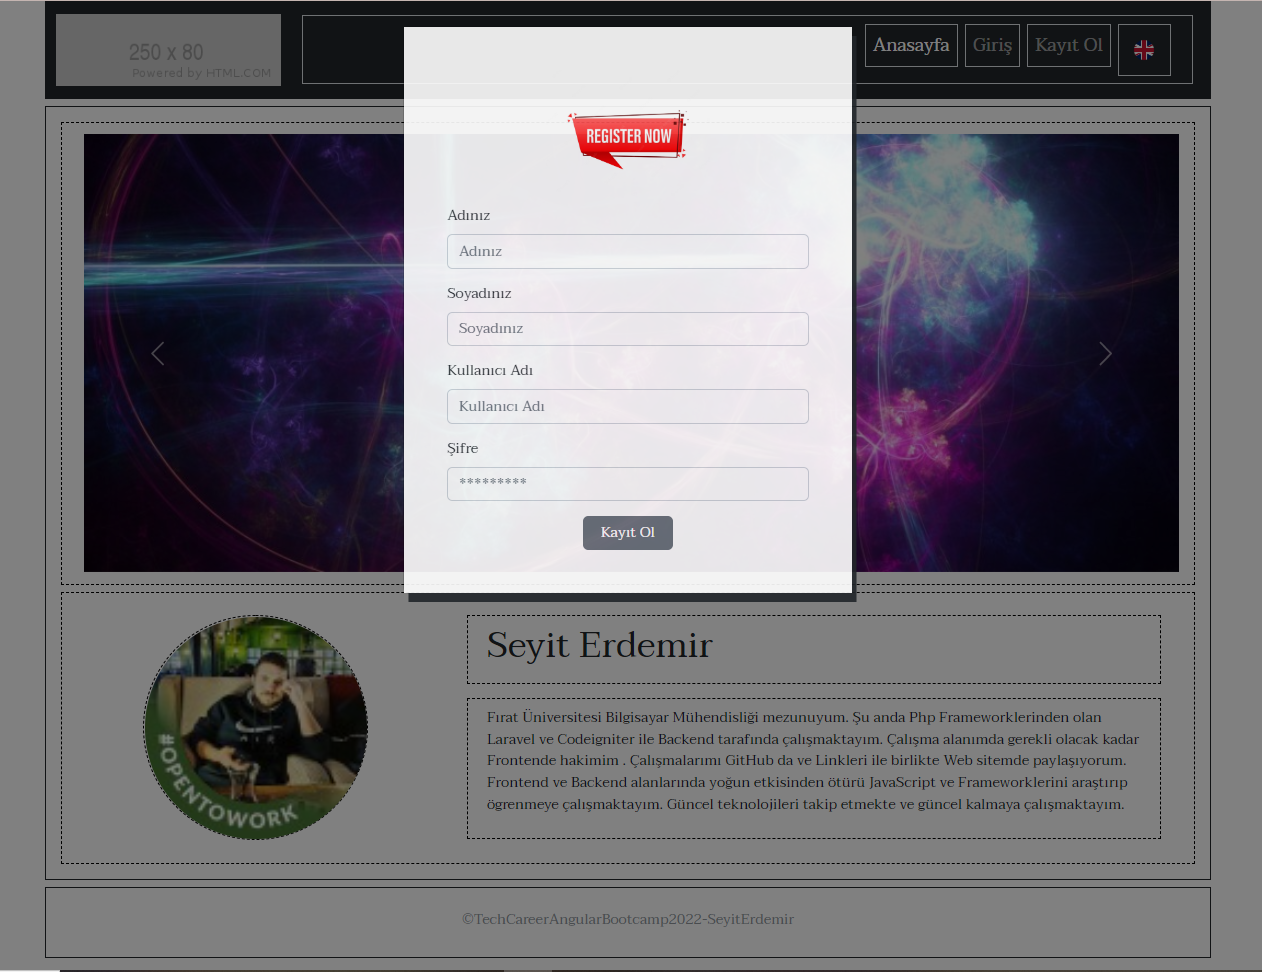 250 x 80
Powered by HTML.COM
Anasayfa
Giriş
Kayıt Ol
REGISTER NOW
Adınız
Adınız
Soyadınız
Soyadınız
Kullanıcı Adı
Kullanıcı Adı
Şifre
*********
Kayıt Ol
#OPENTOWORK
Seyit Erdemir
Fırat Üniversitesi Bilgisayar Mühendisliği mezunuyum. Şu anda Php Frameworklerinden olan
Laravel ve Codeigniter ile Backend tarafında çalışmaktayım. Çalışma alanımda gerekli olacak kadar
Frontende hakimim . Çalışmalarımı GitHub da ve Linkleri ile birlikte Web sitemde paylaşıyorum.
Frontend ve Backend alanlarında yoğun etkisinden ötürü JavaScript ve Frameworklerini araştırıp
ögrenmeye çalışmaktayım. Güncel teknolojileri takip etmekte ve güncel kalmaya çalışmaktayım.
©TechCareerAngularBootcamp2022-SeyitErdemir